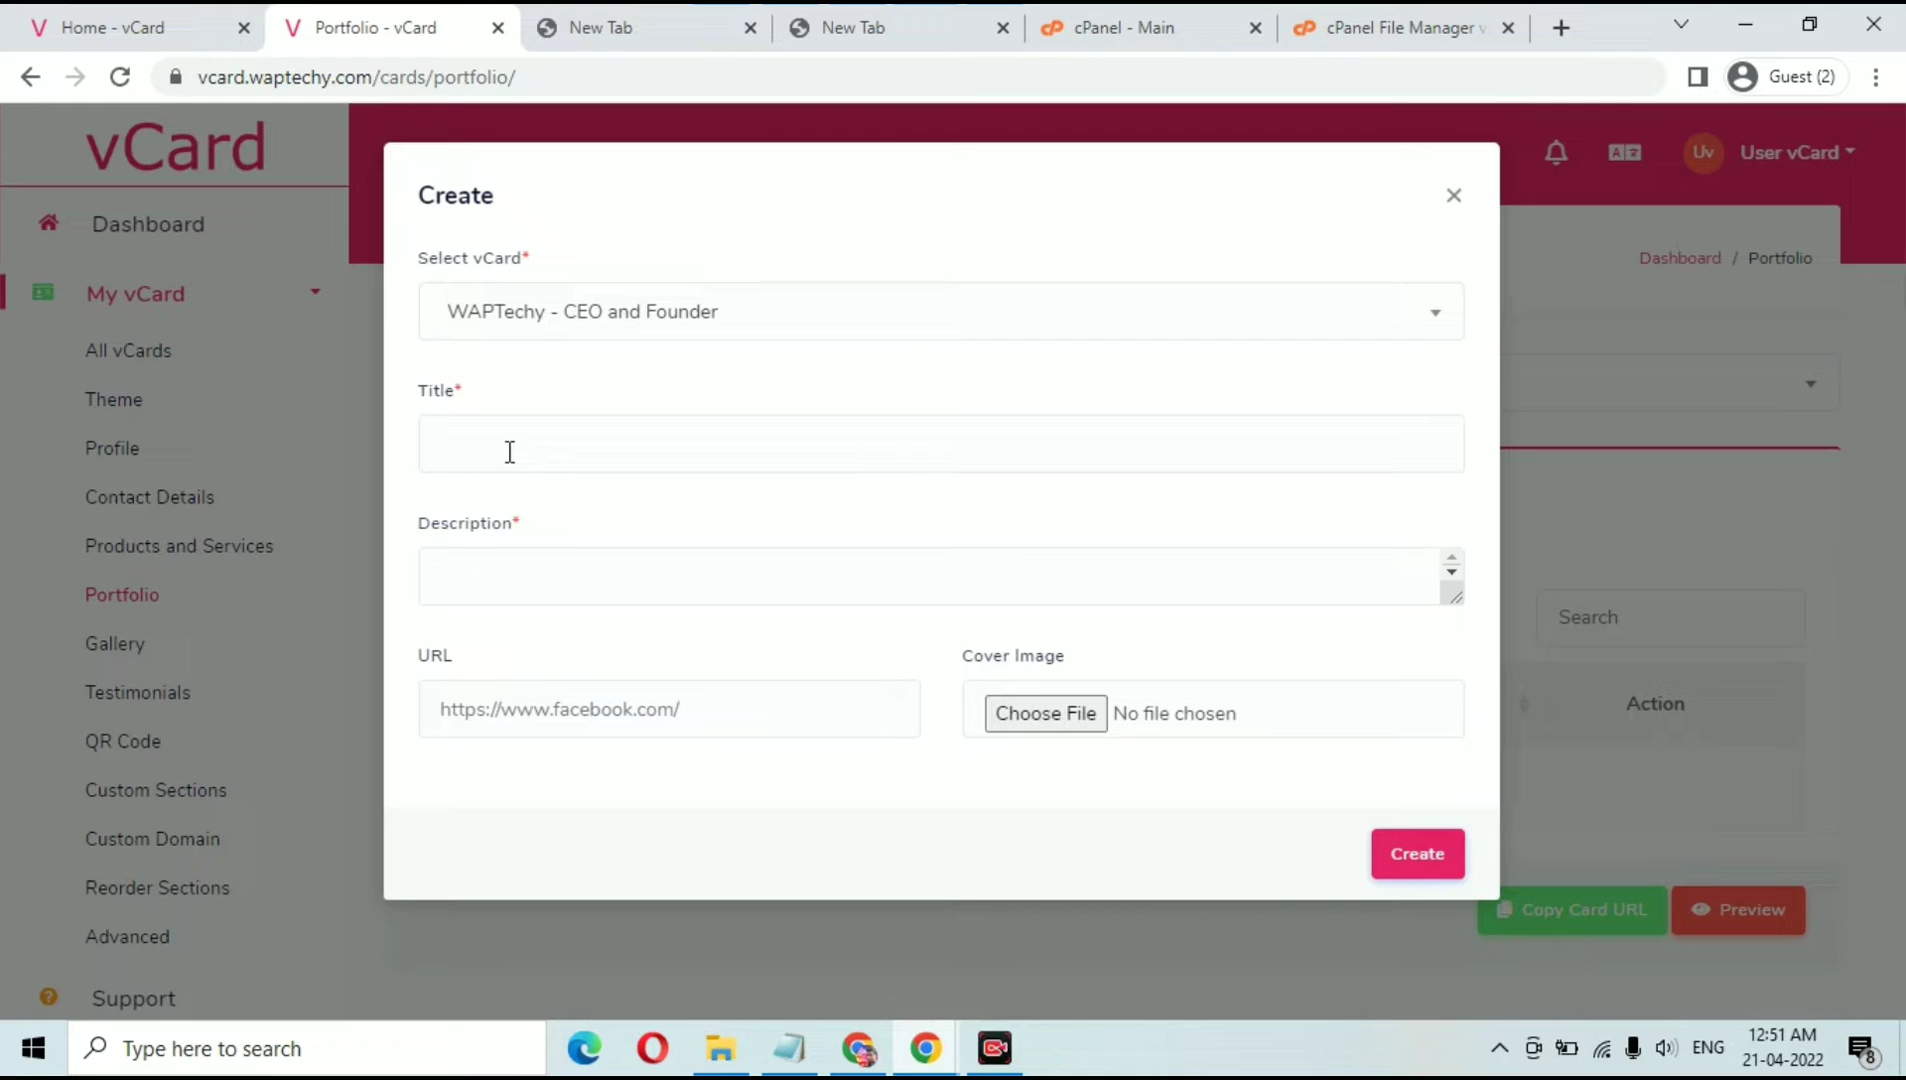 Home - vCard
Portfolio - vCard
New Tab
New Tab
cPanel - Main
cPanel File Manager v
vcard.waptechy.com/cards/portfolio/
Guest (2)
vCard
Uv
User vCard
Dashboard
Dashboard / Portfolio
My vCard
All vCards
Theme
Profile
Contact Details
Products and Services
Portfolio
Gallery
Testimonials
QR Code
Custom Sections
Custom Domain
Reorder Sections
Advanced
Support
Create
Select vCard*
WAPTechy - CEO and Founder
Title*
Description*
URL
Cover Image
https://www.facebook.com/
Choose File No file chosen
Create
Search
Action
Copy Card URL
Preview
Type here to search
ENG
12:51 AM
21-04-2022
8